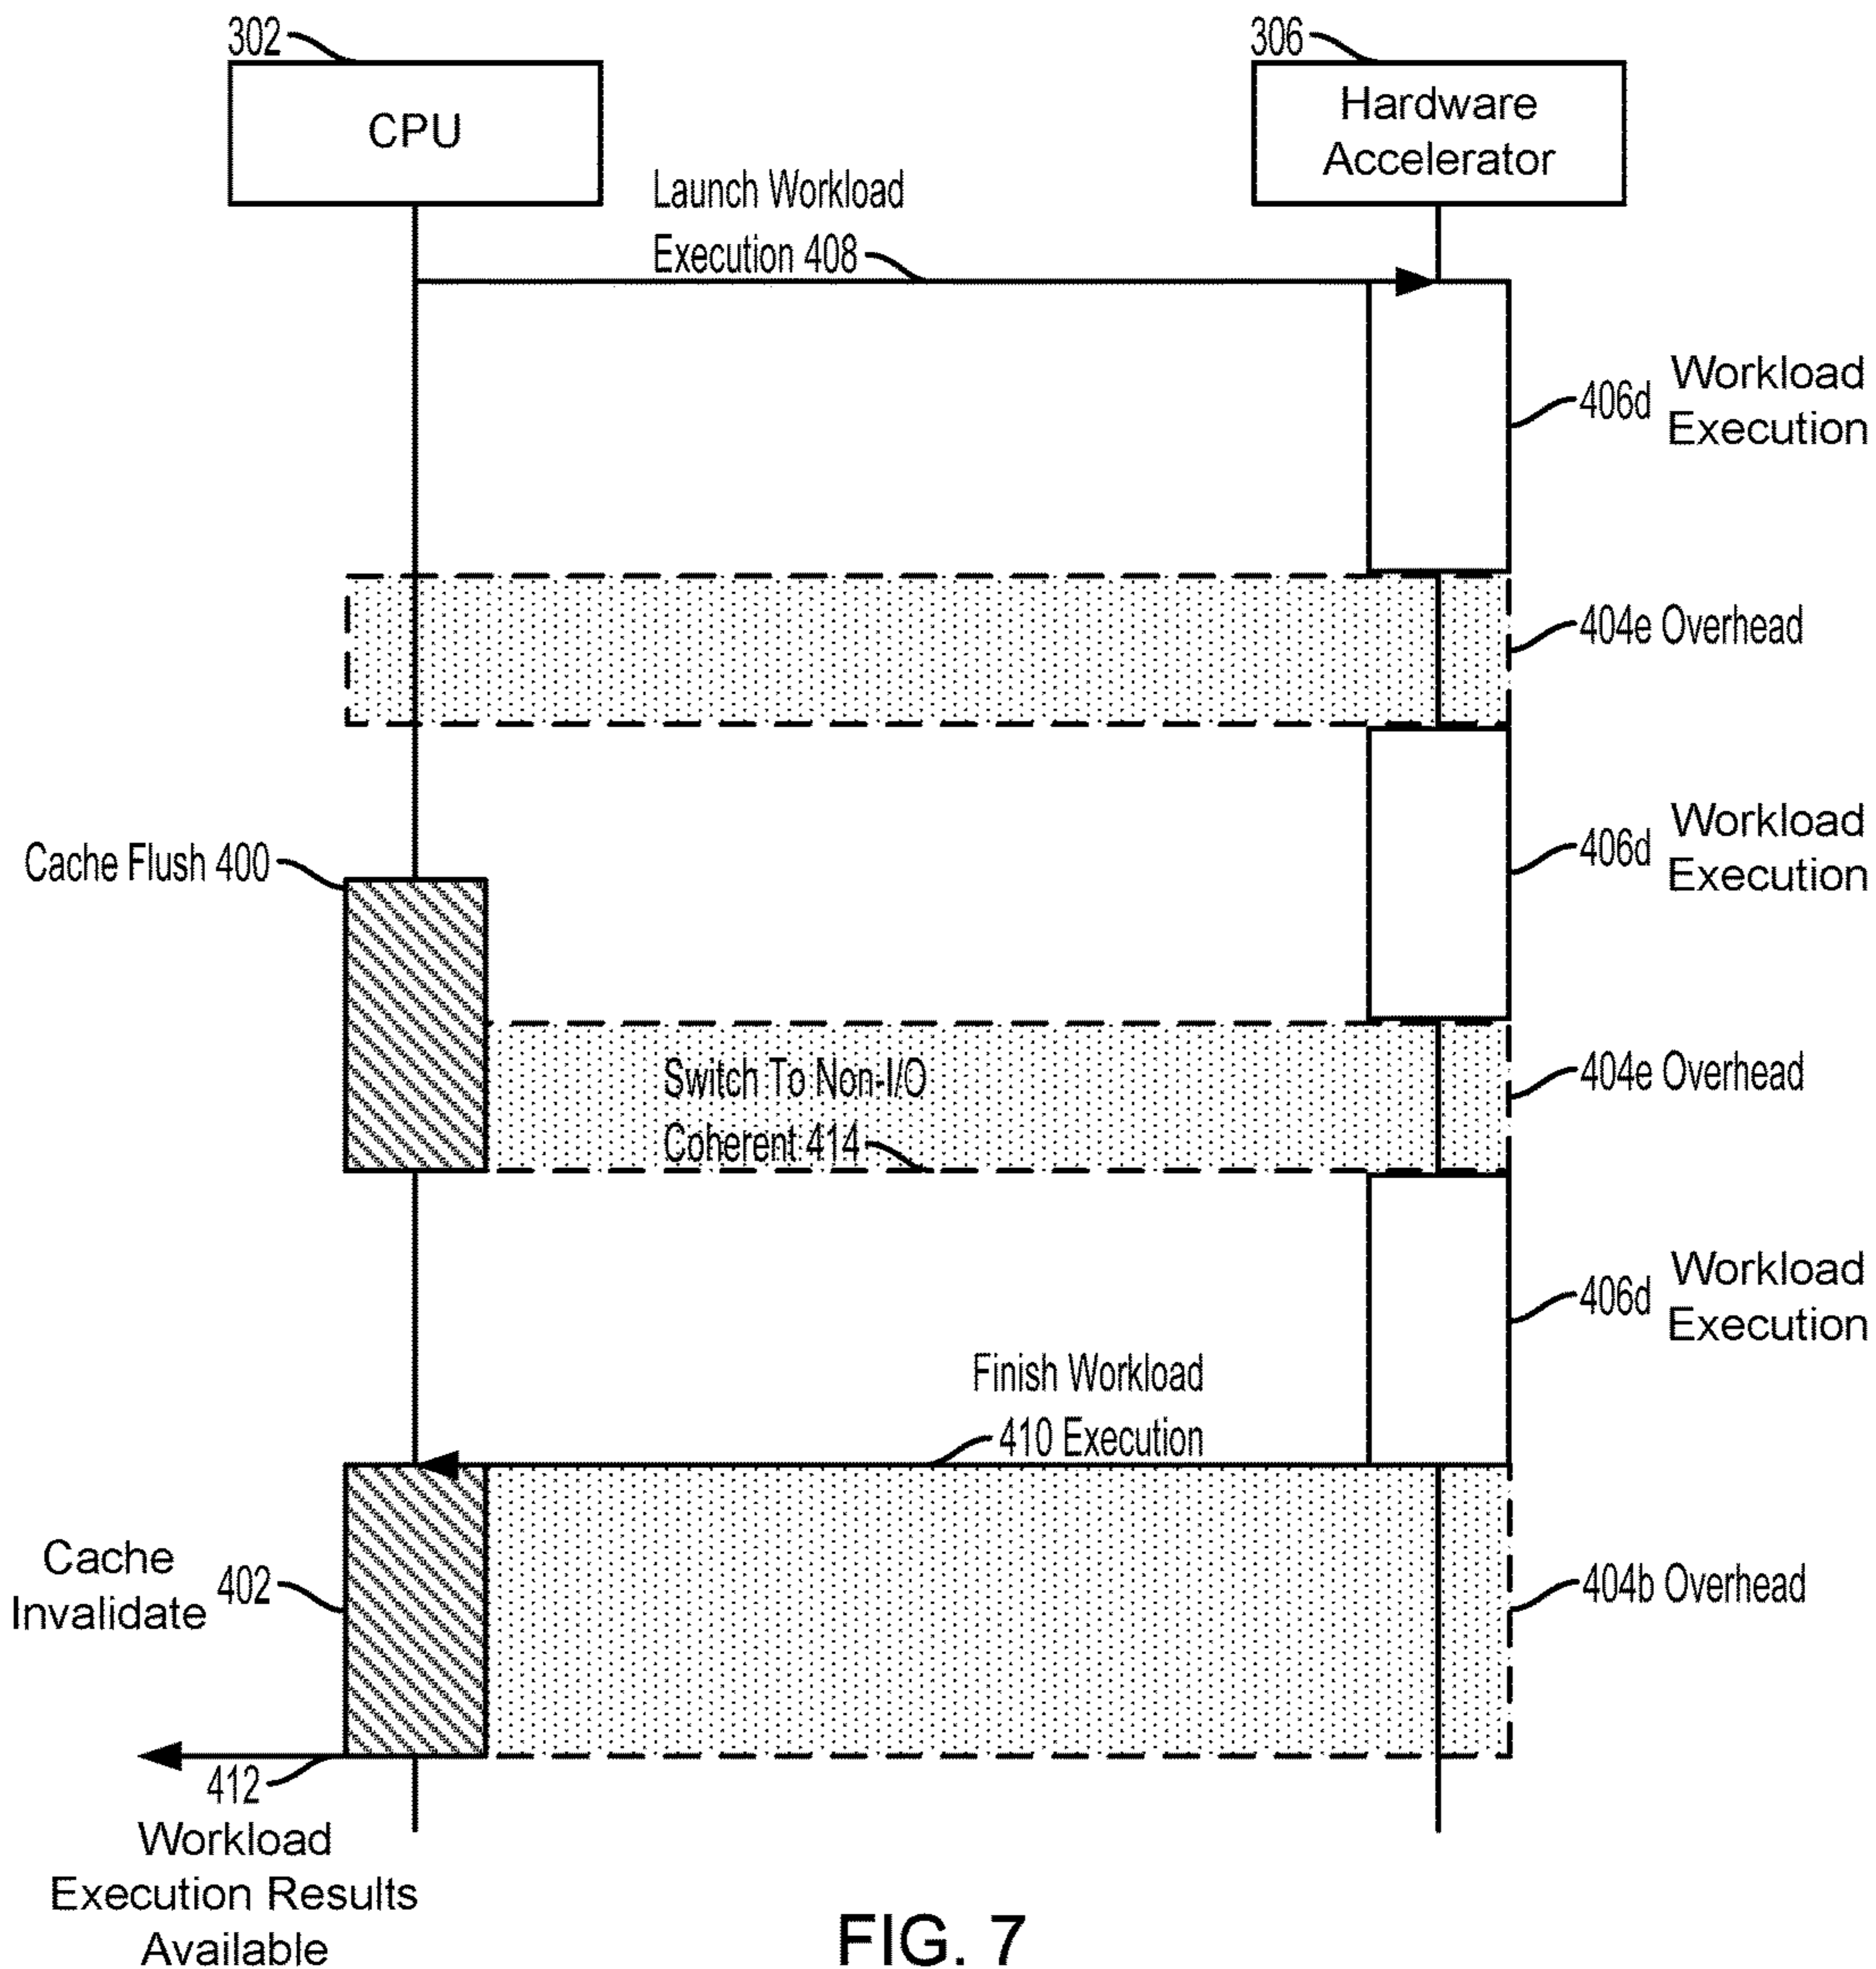 302
306
CPU
Hardware
Accelerator
Launch Workload
Execution 408
Workload
406d
Execution
404e Overhead
Workload
406d
Execution
Cache Flush 400
Switch To Non-I/O
Coherent 414
404e Overhead
Workload
406d
Execution
Finish Workload
410 Execution
Cache
Invalidate
402
404b Overhead
412
Workload
Execution Results
Available
FIG. 7